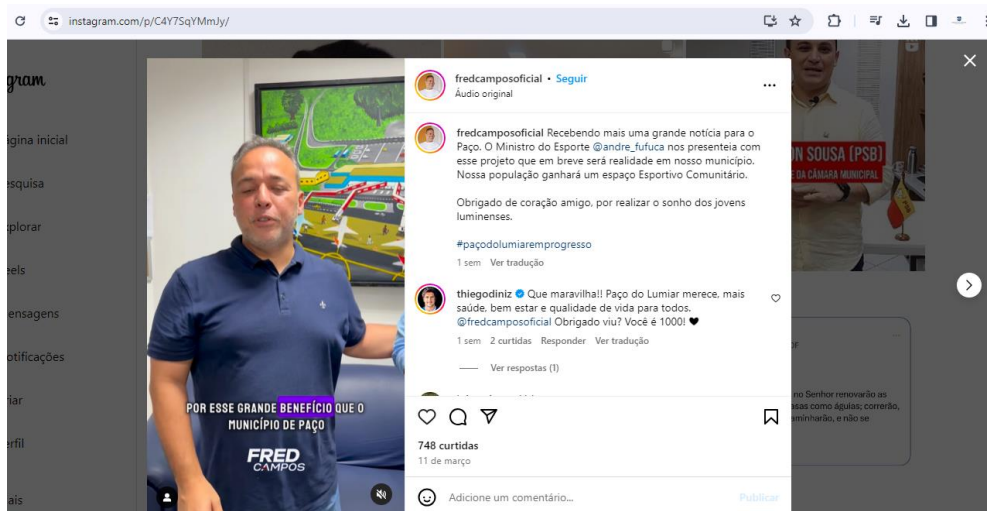 instagram.com/p/C4Y7SqYMmJy/
gram
ágina inicial
esquisa
xplorar
eels
ensagens
otificações
riar
erfil
ais
POR ESSE GRANDE BENEFÍCIO QUE O
MUNICÍPIO DE PAÇO
FRED
CAMPOS
fredcamposoficial • Seguir
Áudio original
fredcamposoficial Recebendo mais uma grande notícia para o
Paço. O Ministro do Esporte @andre_fufuca nos presenteia com
esse projeto que em breve será realidade em nosso município.
Nossa população ganhará um espaço Esportivo Comunitário.
Obrigado de coração amigo, por realizar o sonho dos jovens
luminenses.
#paçodolumiaremprogresso
1 sem Ver tradução
thiegodiniz Que maravilha!! Paço do Lumiar merece, mais
saúde, bem estar e qualidade de vida para todos.
@fredcamposoficial Obrigado viu? Você é 1000! 🖤
1 sem 2 curtidas Responder Ver tradução
Ver respostas (1)
748 curtidas
11 de março
Adicione um comentário...
Publicar
ON SOUSA (PSB)
E DA CÂMARA MUNICIPAL
no Senhor renovarão as
asas como águias; correrão,
aminharão, e não se